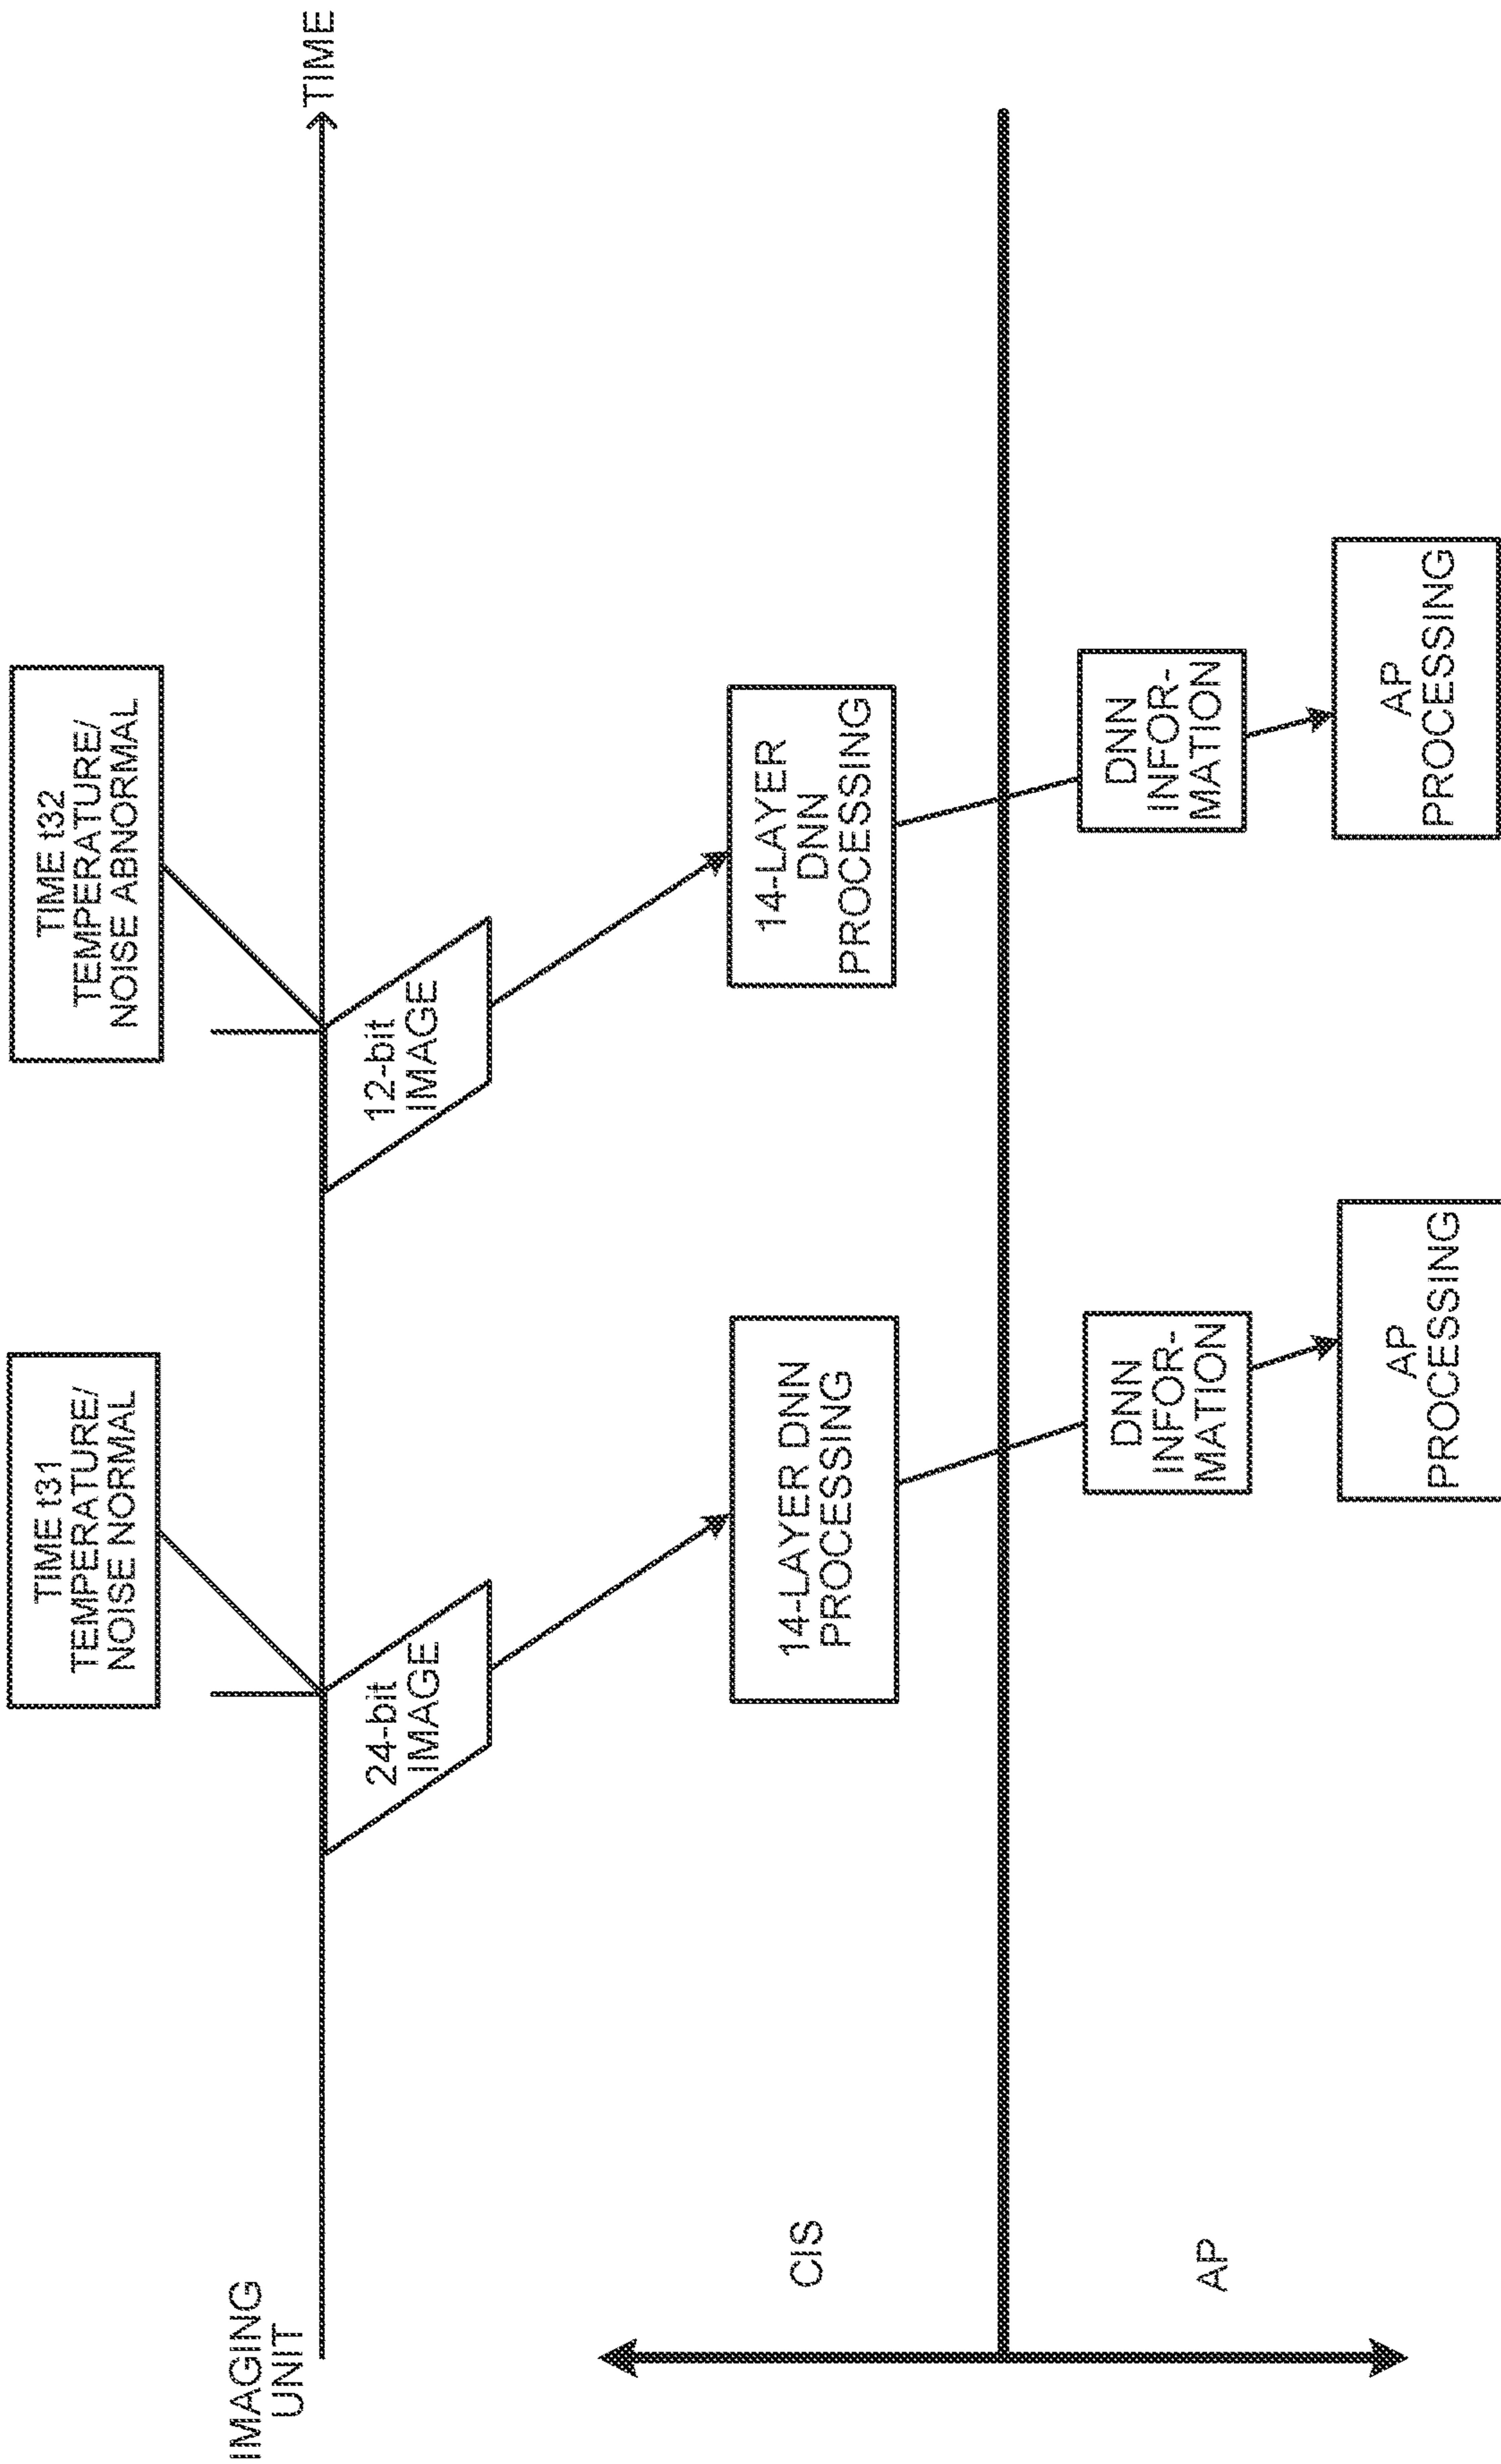 IMAGING
UNIT
TIME
TIME t31
TEMPERATURE/
NOISE NORMAL
TIME t32
TEMPERATURE/
NOISE ABNORMAL
24-bit
IMAGE
12-bit
IMAGE
CIS
14-LAYER DNN
PROCESSING
14-LAYER
DNN
PROCESSING
AP
DNN
INFOR-
MATION
DNN
INFOR-
MATION
AP
PROCESSING
AP
PROCESSING